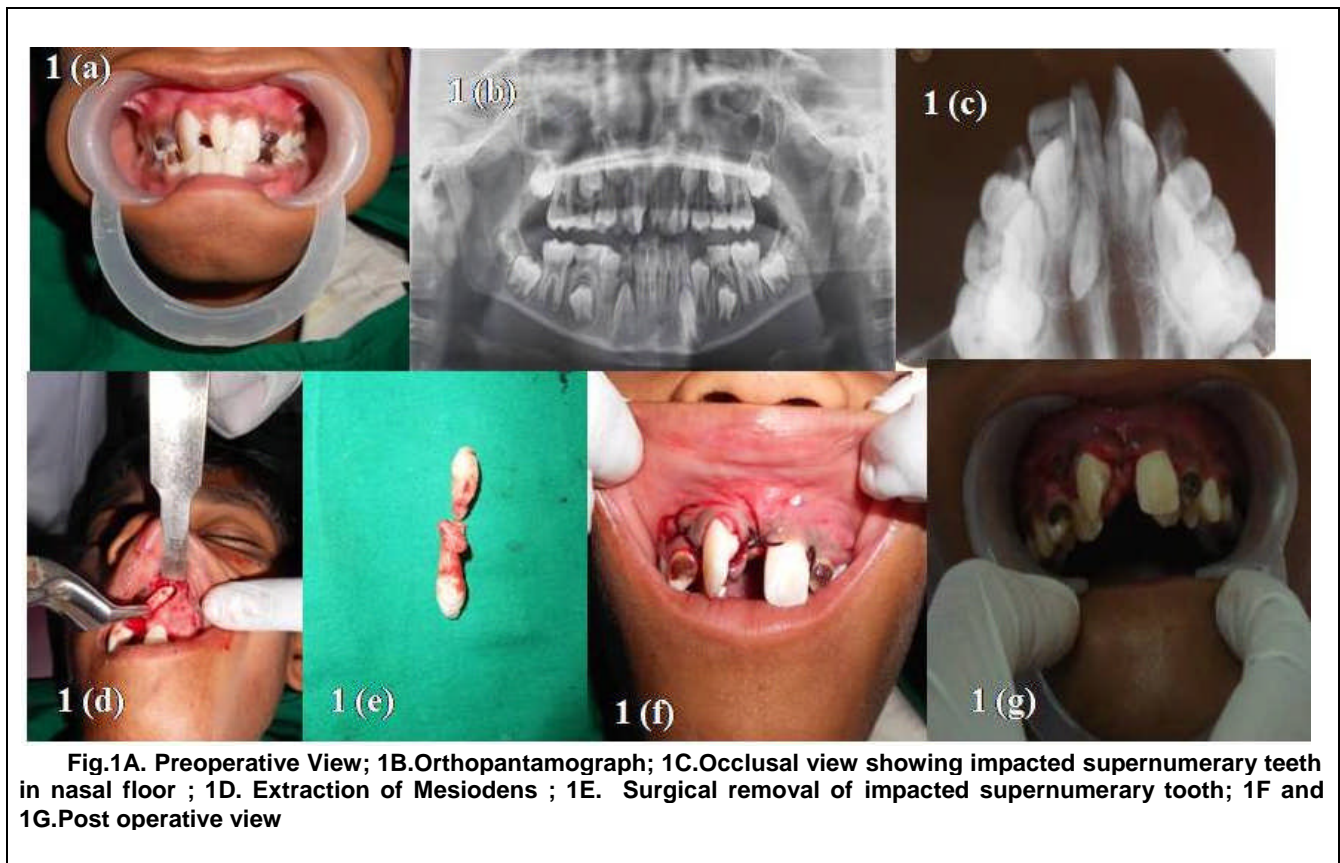 1 (a)
1 (b)
1 (c)
1 (d)
1 (e)
1 (f)
1 (g)
Fig.1A. Preoperative View; 1B.Orthopantamograph; 1C.Occlusal view showing impacted supernumerary teeth
in nasal floor ; 1D. Extraction of Mesiodens ; 1E. Surgical removal of impacted supernumerary tooth; 1F and
1G.Post operative view